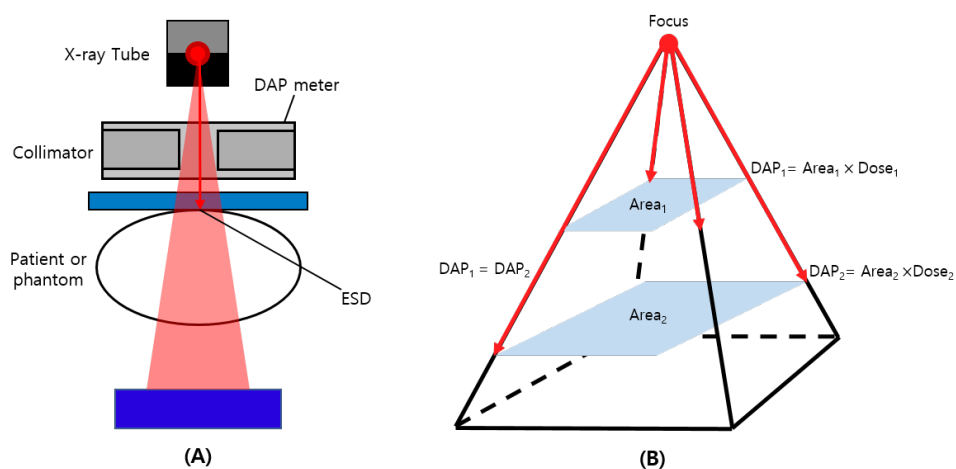 X-ray Tube
DAP meter
Collimator
Patient or
phantom
ESD
(A)
Focus
DAP₁= Area₁ × Dose₁
Area₁
DAP₁ = DAP₂
DAP₂= Area₂ ×Dose₂
Area₂
(B)